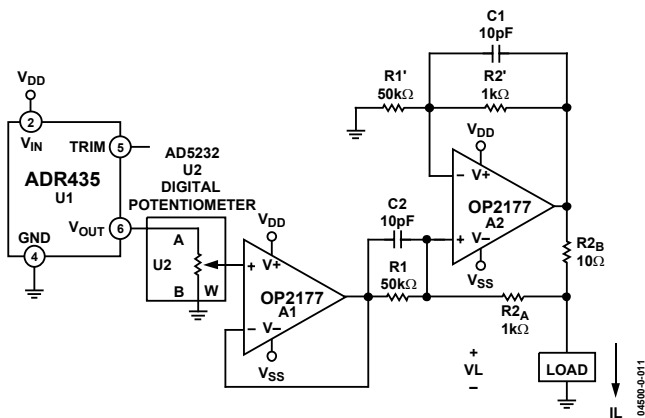 C1
10pF
R1'
50kΩ
R2'
1kΩ
VDD
2
VIN
TRIM
5
ADR435
U1
VOUT
6
GND
4
AD5232
U2
DIGITAL
POTENTIOMETER
A
U2
B
W
VDD
+
V+
OP2177
A1
−
V−
VSS
C2
10pF
R1
50kΩ
VDD
−
V+
OP2177
A2
+
V−
VSS
R2B
10Ω
R2A
1kΩ
+
VL
−
LOAD
IL
04500-0-011